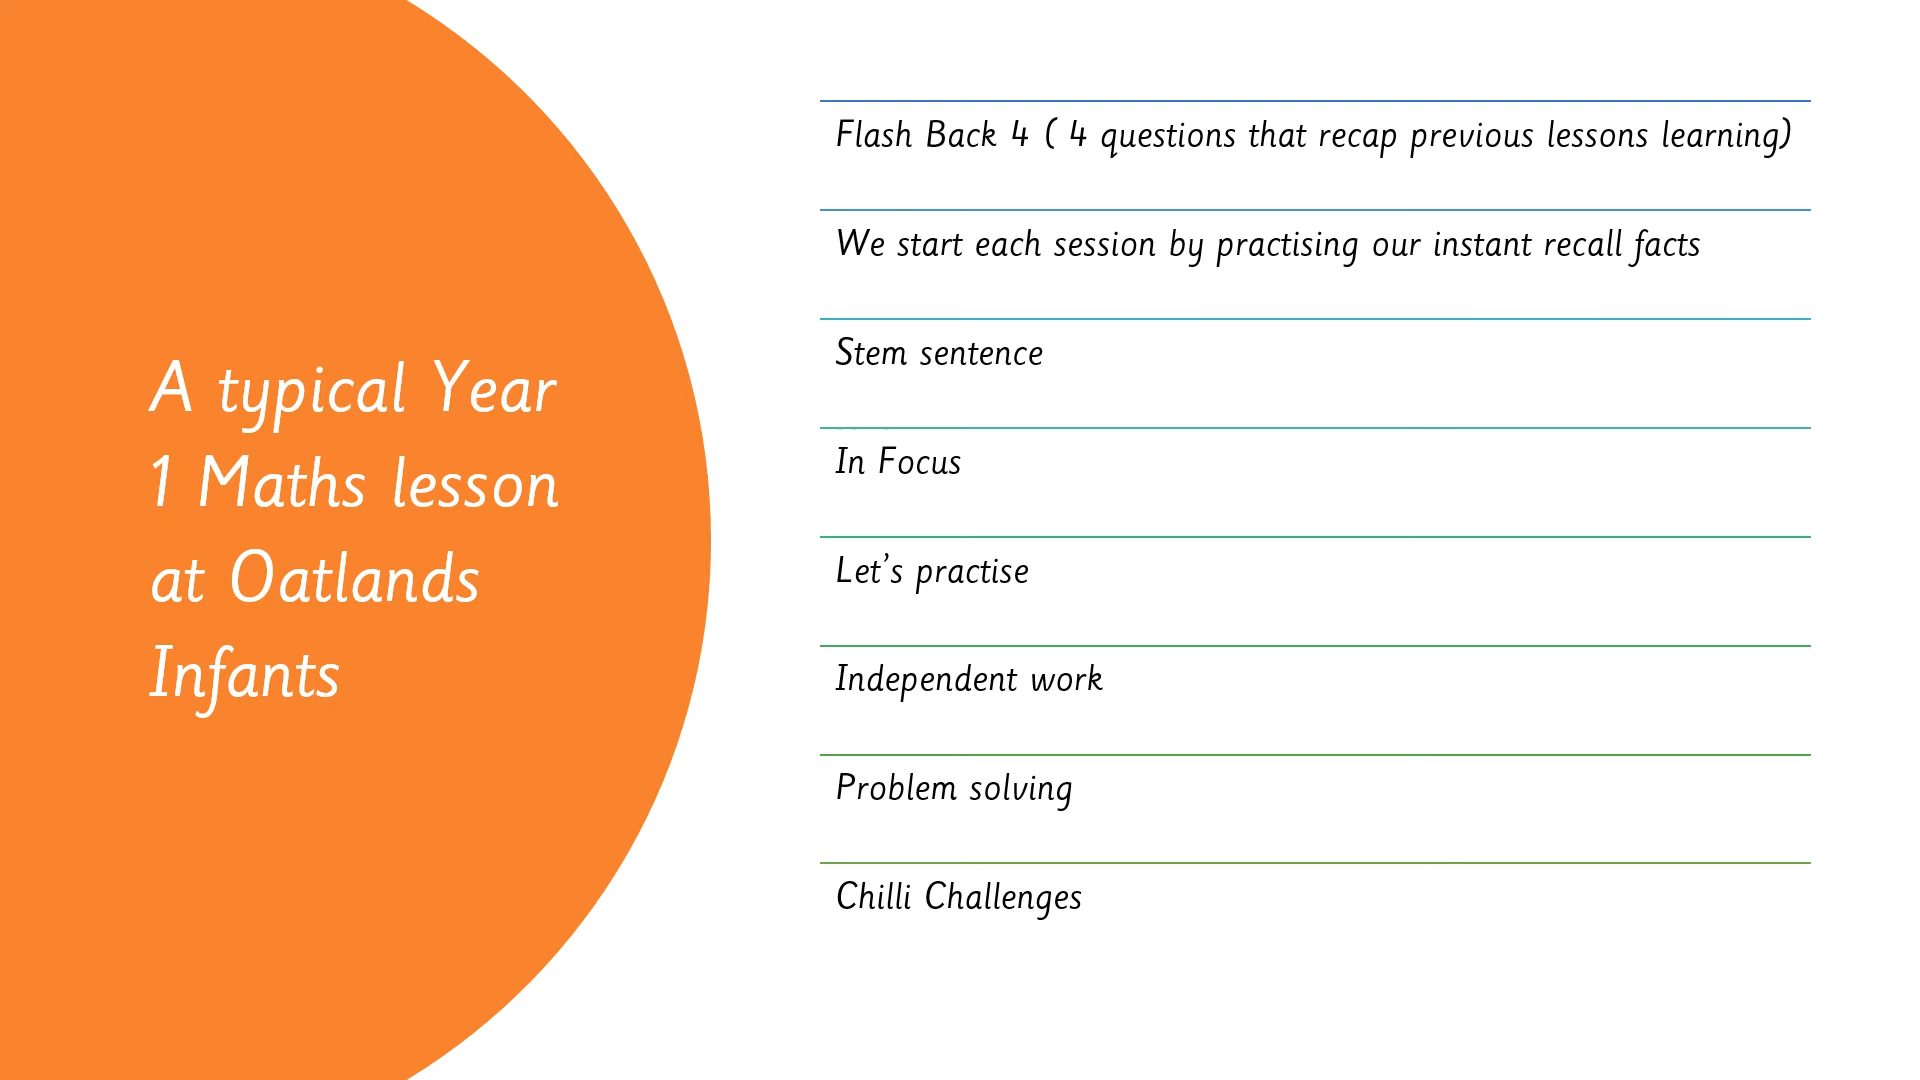 A typical Year
1 Maths lesson
at Oatlands
Infants
Flash Back 4 ( 4 questions that recap previous lessons learning)
We start each session by practising our instant recall facts
Stem sentence
In Focus
Let’s practise
Independent work
Problem solving
Chilli Challenges